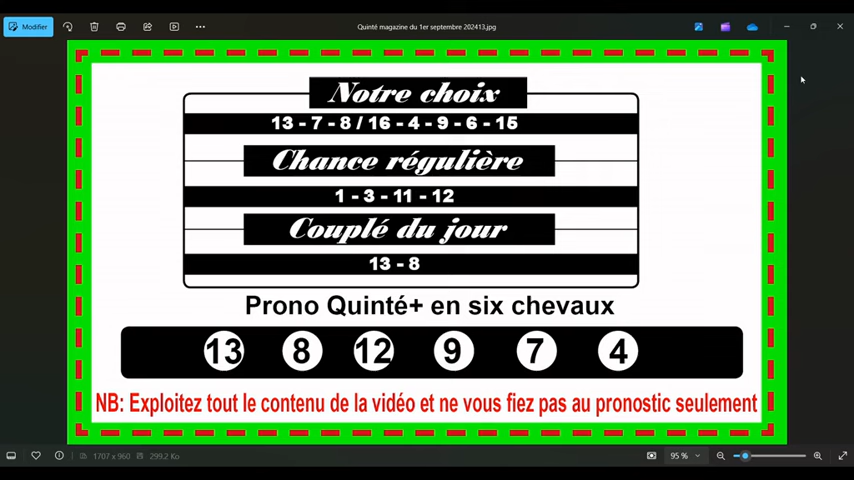 Modifier
Quinté magazine du 1er septembre 202413.jpg
Notre choix
13 - 7 - 8 / 16 - 4 - 9 - 6 - 15
Chance régulière
1 - 3 - 11 - 12
Couplé du jour
13 - 8
Prono Quinté+ en six chevaux
13 8 12 9 7 4
NB: Exploitez tout le contenu de la vidéo et ne vous fiez pas au pronostic seulement
1707 x 960 299,2 Ko 95 %